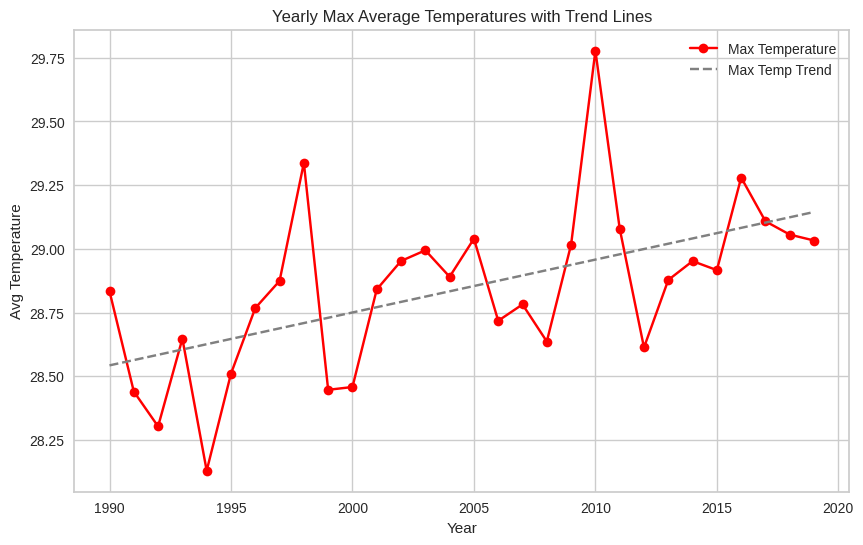 Yearly Max Average Temperatures with Trend Lines
Max Temperature
Max Temp Trend
Avg Temperature
29.75
29.50
29.25
29.00
28.75
28.50
28.25
1990 1995 2000 2005 2010 2015 2020
Year